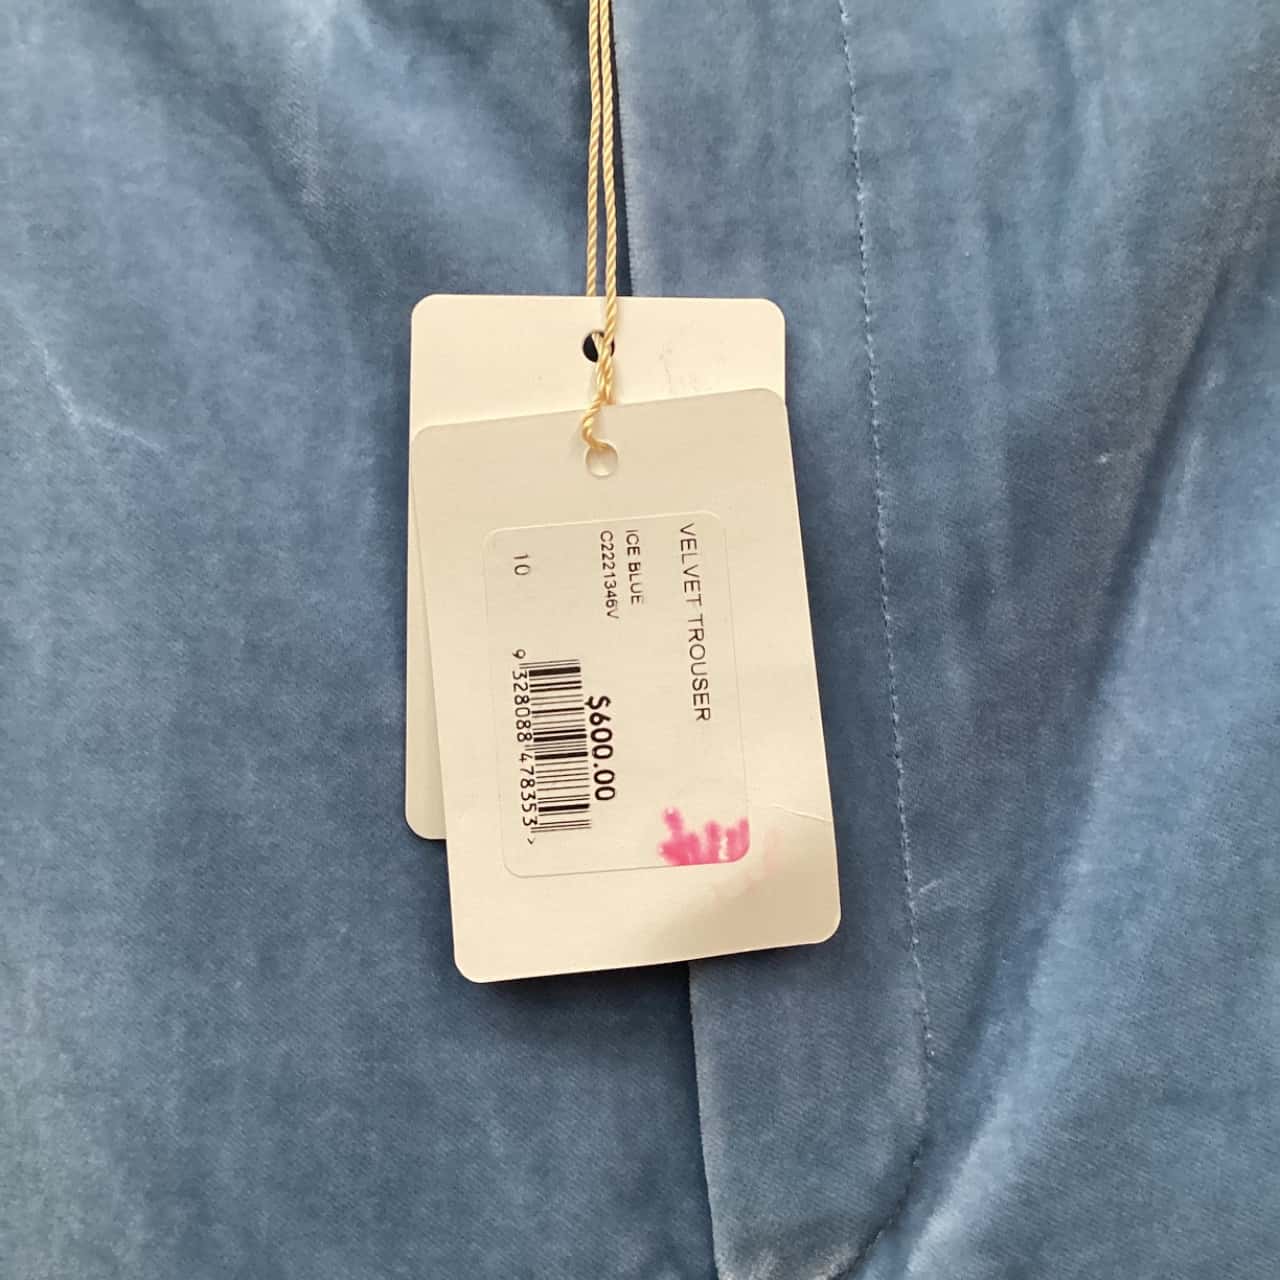 VELVET TROUSER
ICE BLUE
C2221346V
$600.00
10
9 328088 478353 >